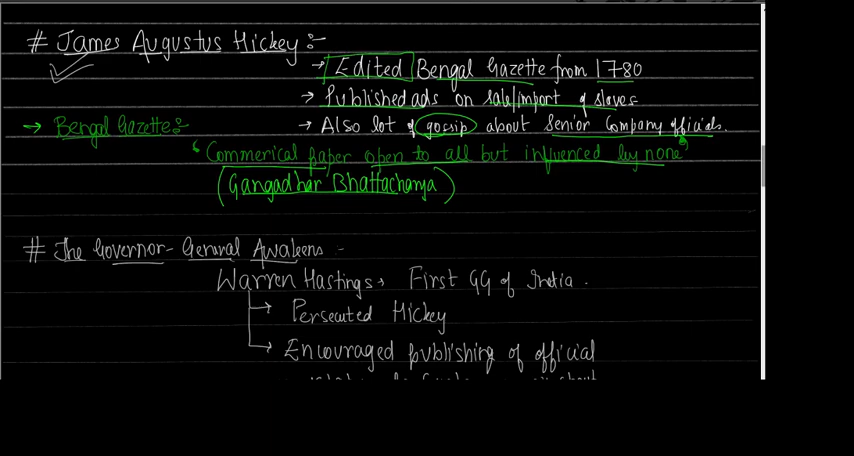 # James Augustus Hickey :-
→ Edited Bengal Gazette from 1780
→ Published ads on sale/import of slaves
→ Also lot of gossip about Senior Company officials.
→ Bengal Gazette :-
"Commerical paper open to all but influenced by none"
(Gangadhar Bhattacharya)
# The Governor-General Awakens :-
Warren Hastings → First GG of India.
→ Persecuted Hickey
→ Encouraged publishing of official